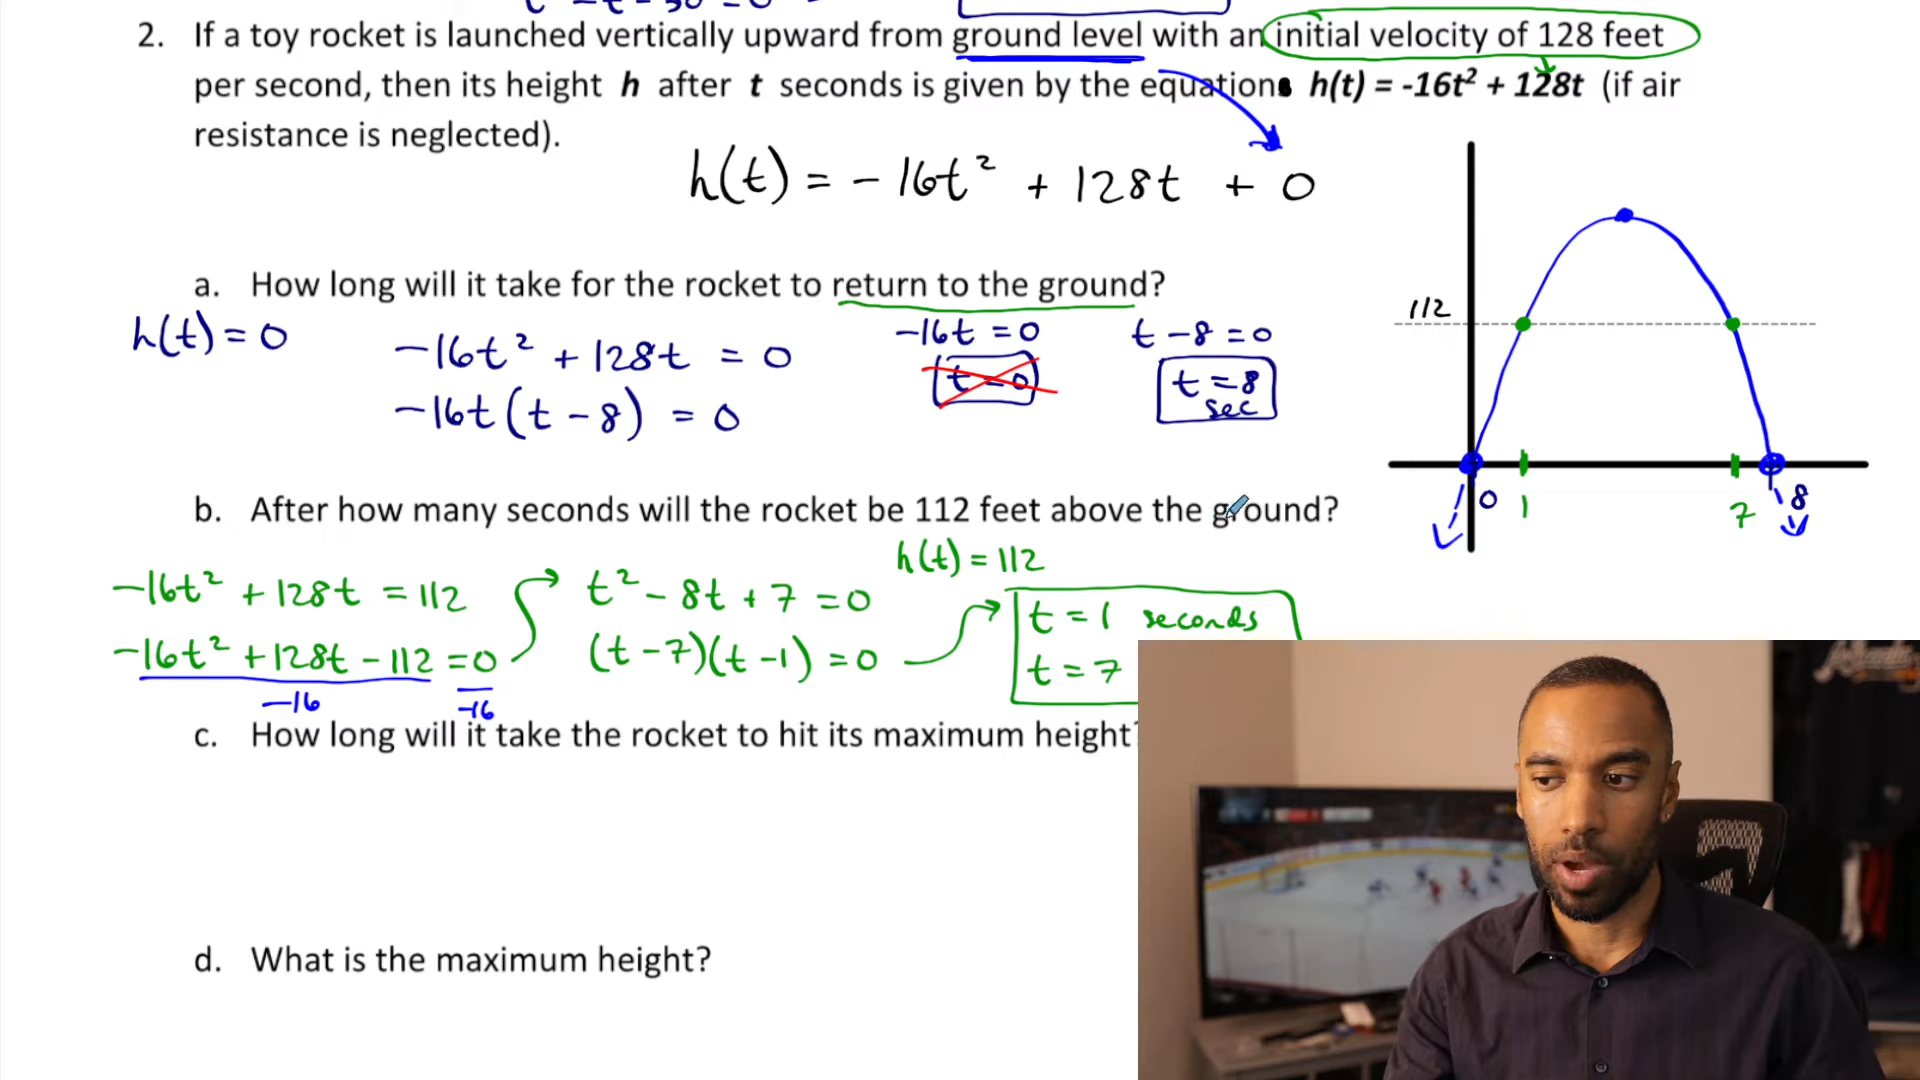 2. If a toy rocket is launched vertically upward from ground level with an initial velocity of 128 feet
per second, then its height h after t seconds is given by the equation: h(t) = -16t² + 128t (if air
resistance is neglected).
h(t) = -16t² + 128t + 0
a. How long will it take for the rocket to return to the ground?
h(t) = 0
-16t² + 128t = 0
-16t(t - 8) = 0
-16t = 0
t = 0
t - 8 = 0
t = 8
sec
112
0 1 7 8
b. After how many seconds will the rocket be 112 feet above the ground?
h(t) = 112
-16t² + 128t = 112
-16t² + 128t - 112 = 0
-16 -16
t² - 8t + 7 = 0
(t - 7)(t - 1) = 0
t = 1 seconds
t = 7
c. How long will it take the rocket to hit its maximum height?
d. What is the maximum height?